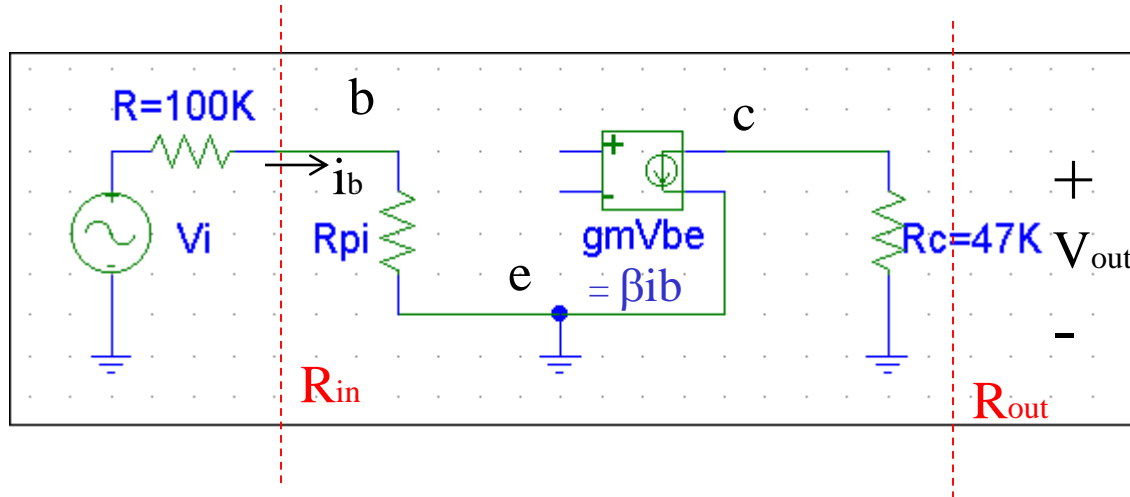 b
c
R=100K
+
-
ib
+
Vi
Rpi
gmVbe
Rc=47K
Vout
e
= βib
-
Rin
Rout